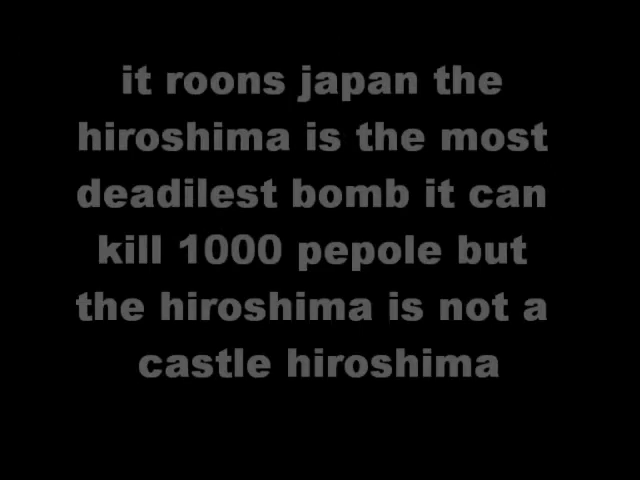 it roons japan the
hiroshima is the most
deadilest bomb it can
kill 1000 pepole but
the hiroshima is not a
castle hiroshima